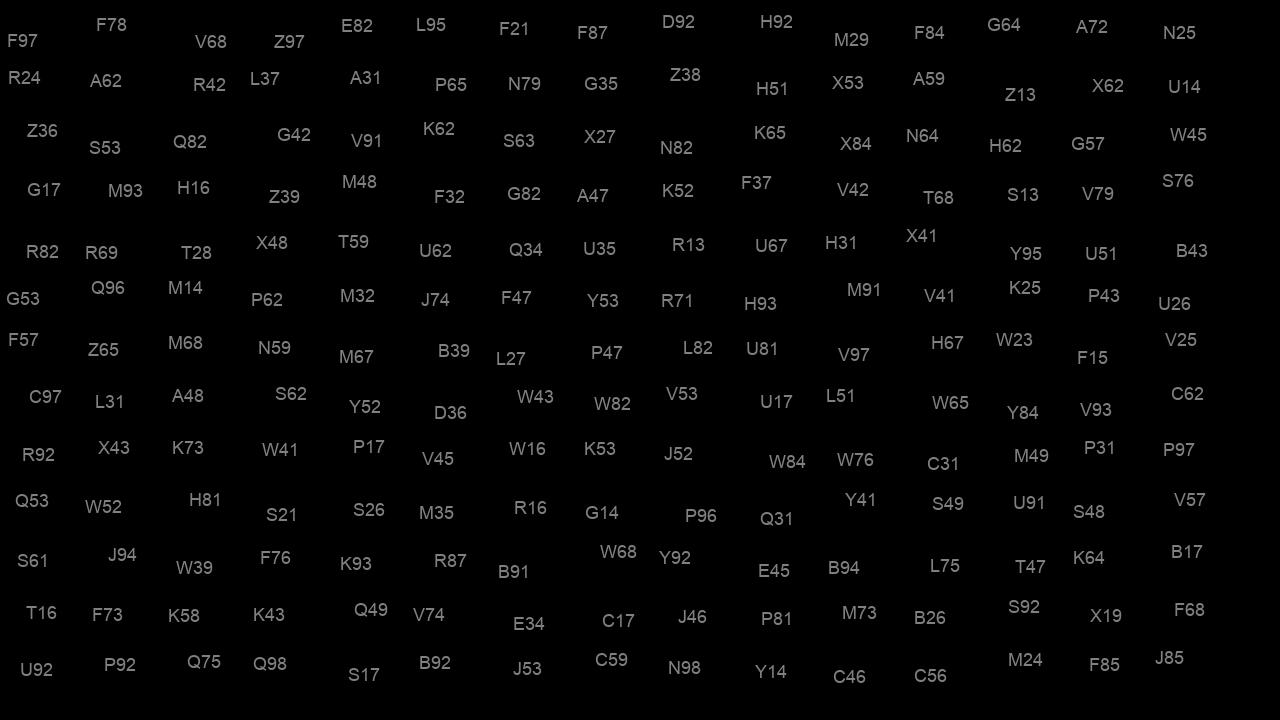 F97 F78 V68 Z97 E82 L95 F21 F87 D92 H92 M29 F84 G64 A72 N25
R24 A62 R42 L37 A31 P65 N79 G35 Z38 H51 X53 A59 Z13 X62 U14
Z36 S53 Q82 G42 V91 K62 S63 X27 N82 K65 X84 N64 H62 G57 W45
G17 M93 H16 Z39 M48 F32 G82 A47 K52 F37 V42 T68 S13 V79 S76
R82 R69 T28 X48 T59 U62 Q34 U35 R13 U67 H31 X41 Y95 U51 B43
G53 Q96 M14 P62 M32 J74 F47 Y53 R71 H93 M91 V41 K25 P43 U26
F57 Z65 M68 N59 M67 B39 L27 P47 L82 U81 V97 H67 W23 F15 V25
C97 L31 A48 S62 Y52 D36 W43 W82 V53 U17 L51 W65 Y84 V93 C62
R92 X43 K73 W41 P17 V45 W16 K53 J52 W84 W76 C31 M49 P31 P97
Q53 W52 H81 S21 S26 M35 R16 G14 P96 Q31 Y41 S49 U91 S48 V57
S61 J94 W39 F76 K93 R87 B91 W68 Y92 E45 B94 L75 T47 K64 B17
T16 F73 K58 K43 Q49 V74 E34 C17 J46 P81 M73 B26 S92 X19 F68
U92 P92 Q75 Q98 S17 B92 J53 C59 N98 Y14 C46 C56 M24 F85 J85